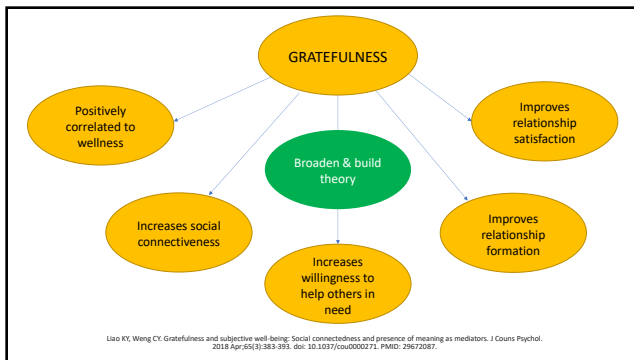 GRATEFULNESS
Positively
correlated to
wellness
Improves
relationship
satisfaction
Broaden & build
theory
Increases social
connectiveness
Improves
relationship
formation
Increases
willingness to
help others in
need
Liao KY, Weng CY. Gratefulness and subjective well-being: Social connectedness and presence of meaning as mediators. J Couns Psychol.
2018 Apr;65(3):383-393. doi: 10.1037/cou0000271. PMID: 29672087.